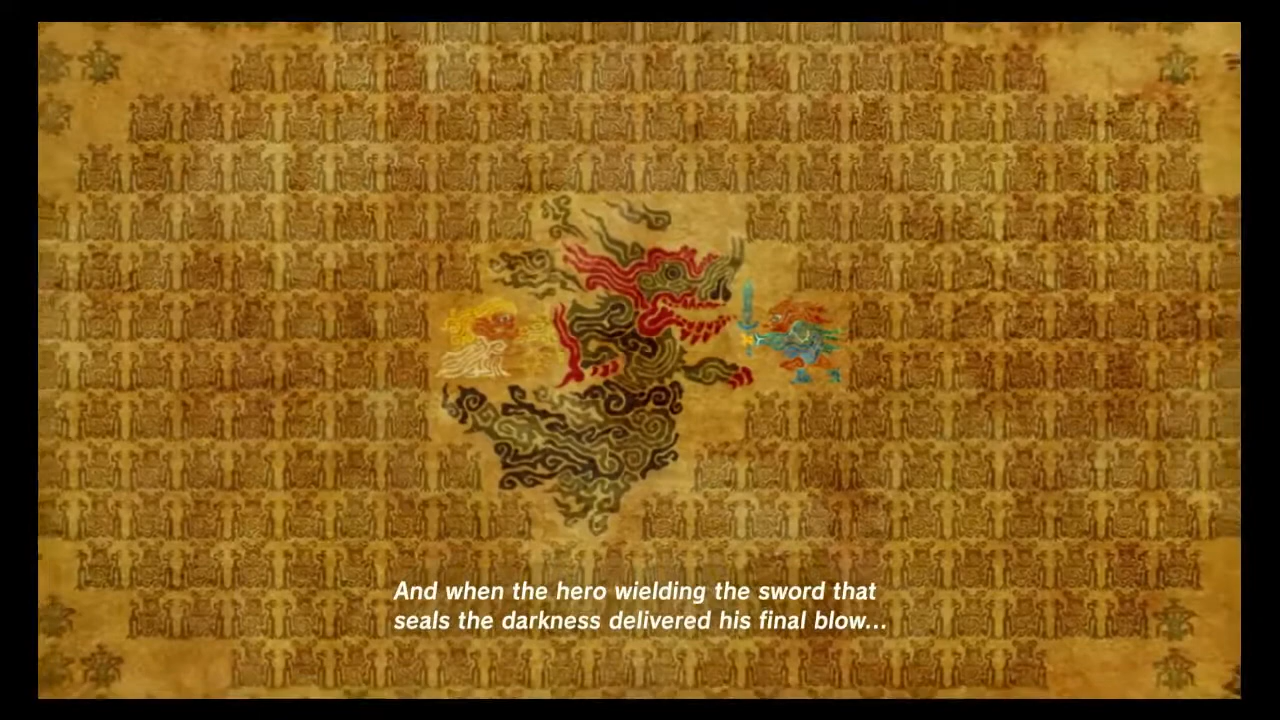 And when the hero wielding the sword that
seals the darkness delivered his final blow...